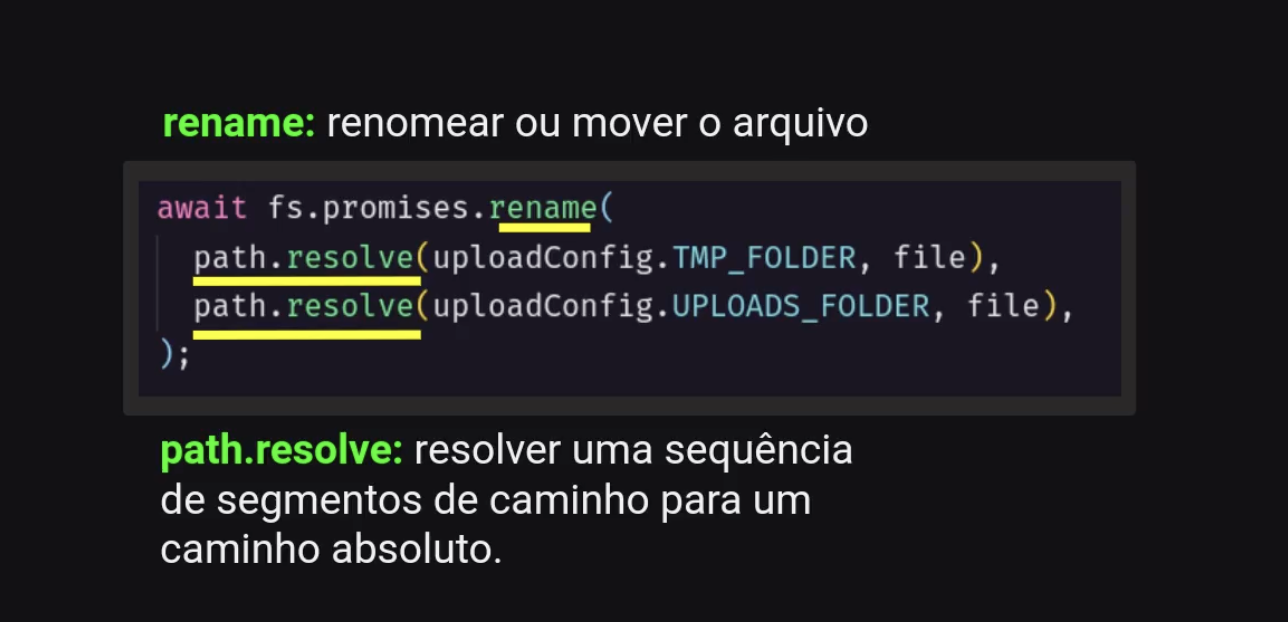 rename: renomear ou mover o arquivo
await fs.promises.rename(
path.resolve(uploadConfig.TMP_FOLDER, file),
path.resolve(uploadConfig.UPLOADS_FOLDER, file),
);
path.resolve: resolver uma sequência
de segmentos de caminho para um
caminho absoluto.